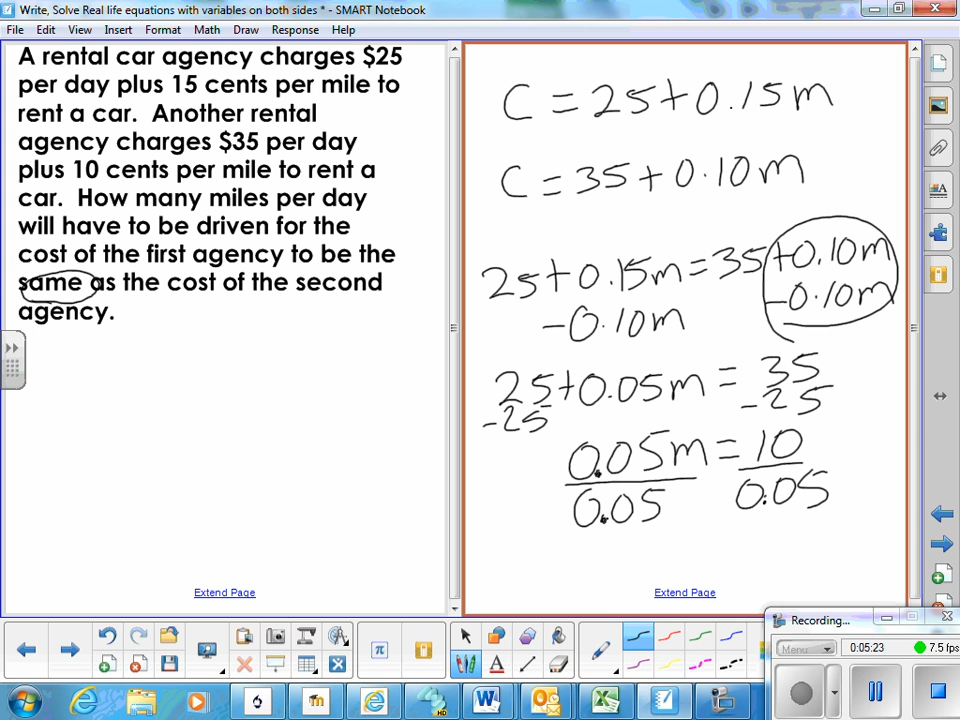 Write, Solve Real life equations with variables on both sides * - SMART Notebook
File Edit View Insert Format Math Draw Response Help
A rental car agency charges $25
per day plus 15 cents per mile to
rent a car. Another rental
agency charges $35 per day
plus 10 cents per mile to rent a
car. How many miles per day
will have to be driven for the
cost of the first agency to be the
same as the cost of the second
agency.
Extend Page
C = 25 + 0.15m
C = 35 + 0.10m
25 + 0.15m = 35 + 0.10m
-0.10m -0.10m
25 + 0.05m = 35
-25 -25
0.05m = 10
0.05 0.05
Extend Page
Recording...
Menu 0:05:23 7.5 fps
π A
HD W X